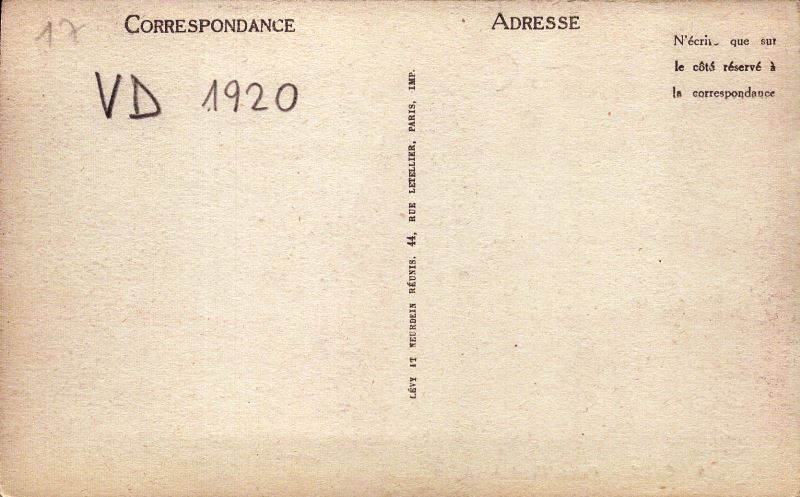 17
CORRESPONDANCE
ADRESSE
N'écrire que sur
le côté réservé à
la correspondance
VD 1920
LÉVY ET NEURDEIN RÉUNIS, 44, RUE LETELLIER, PARIS, IMP.